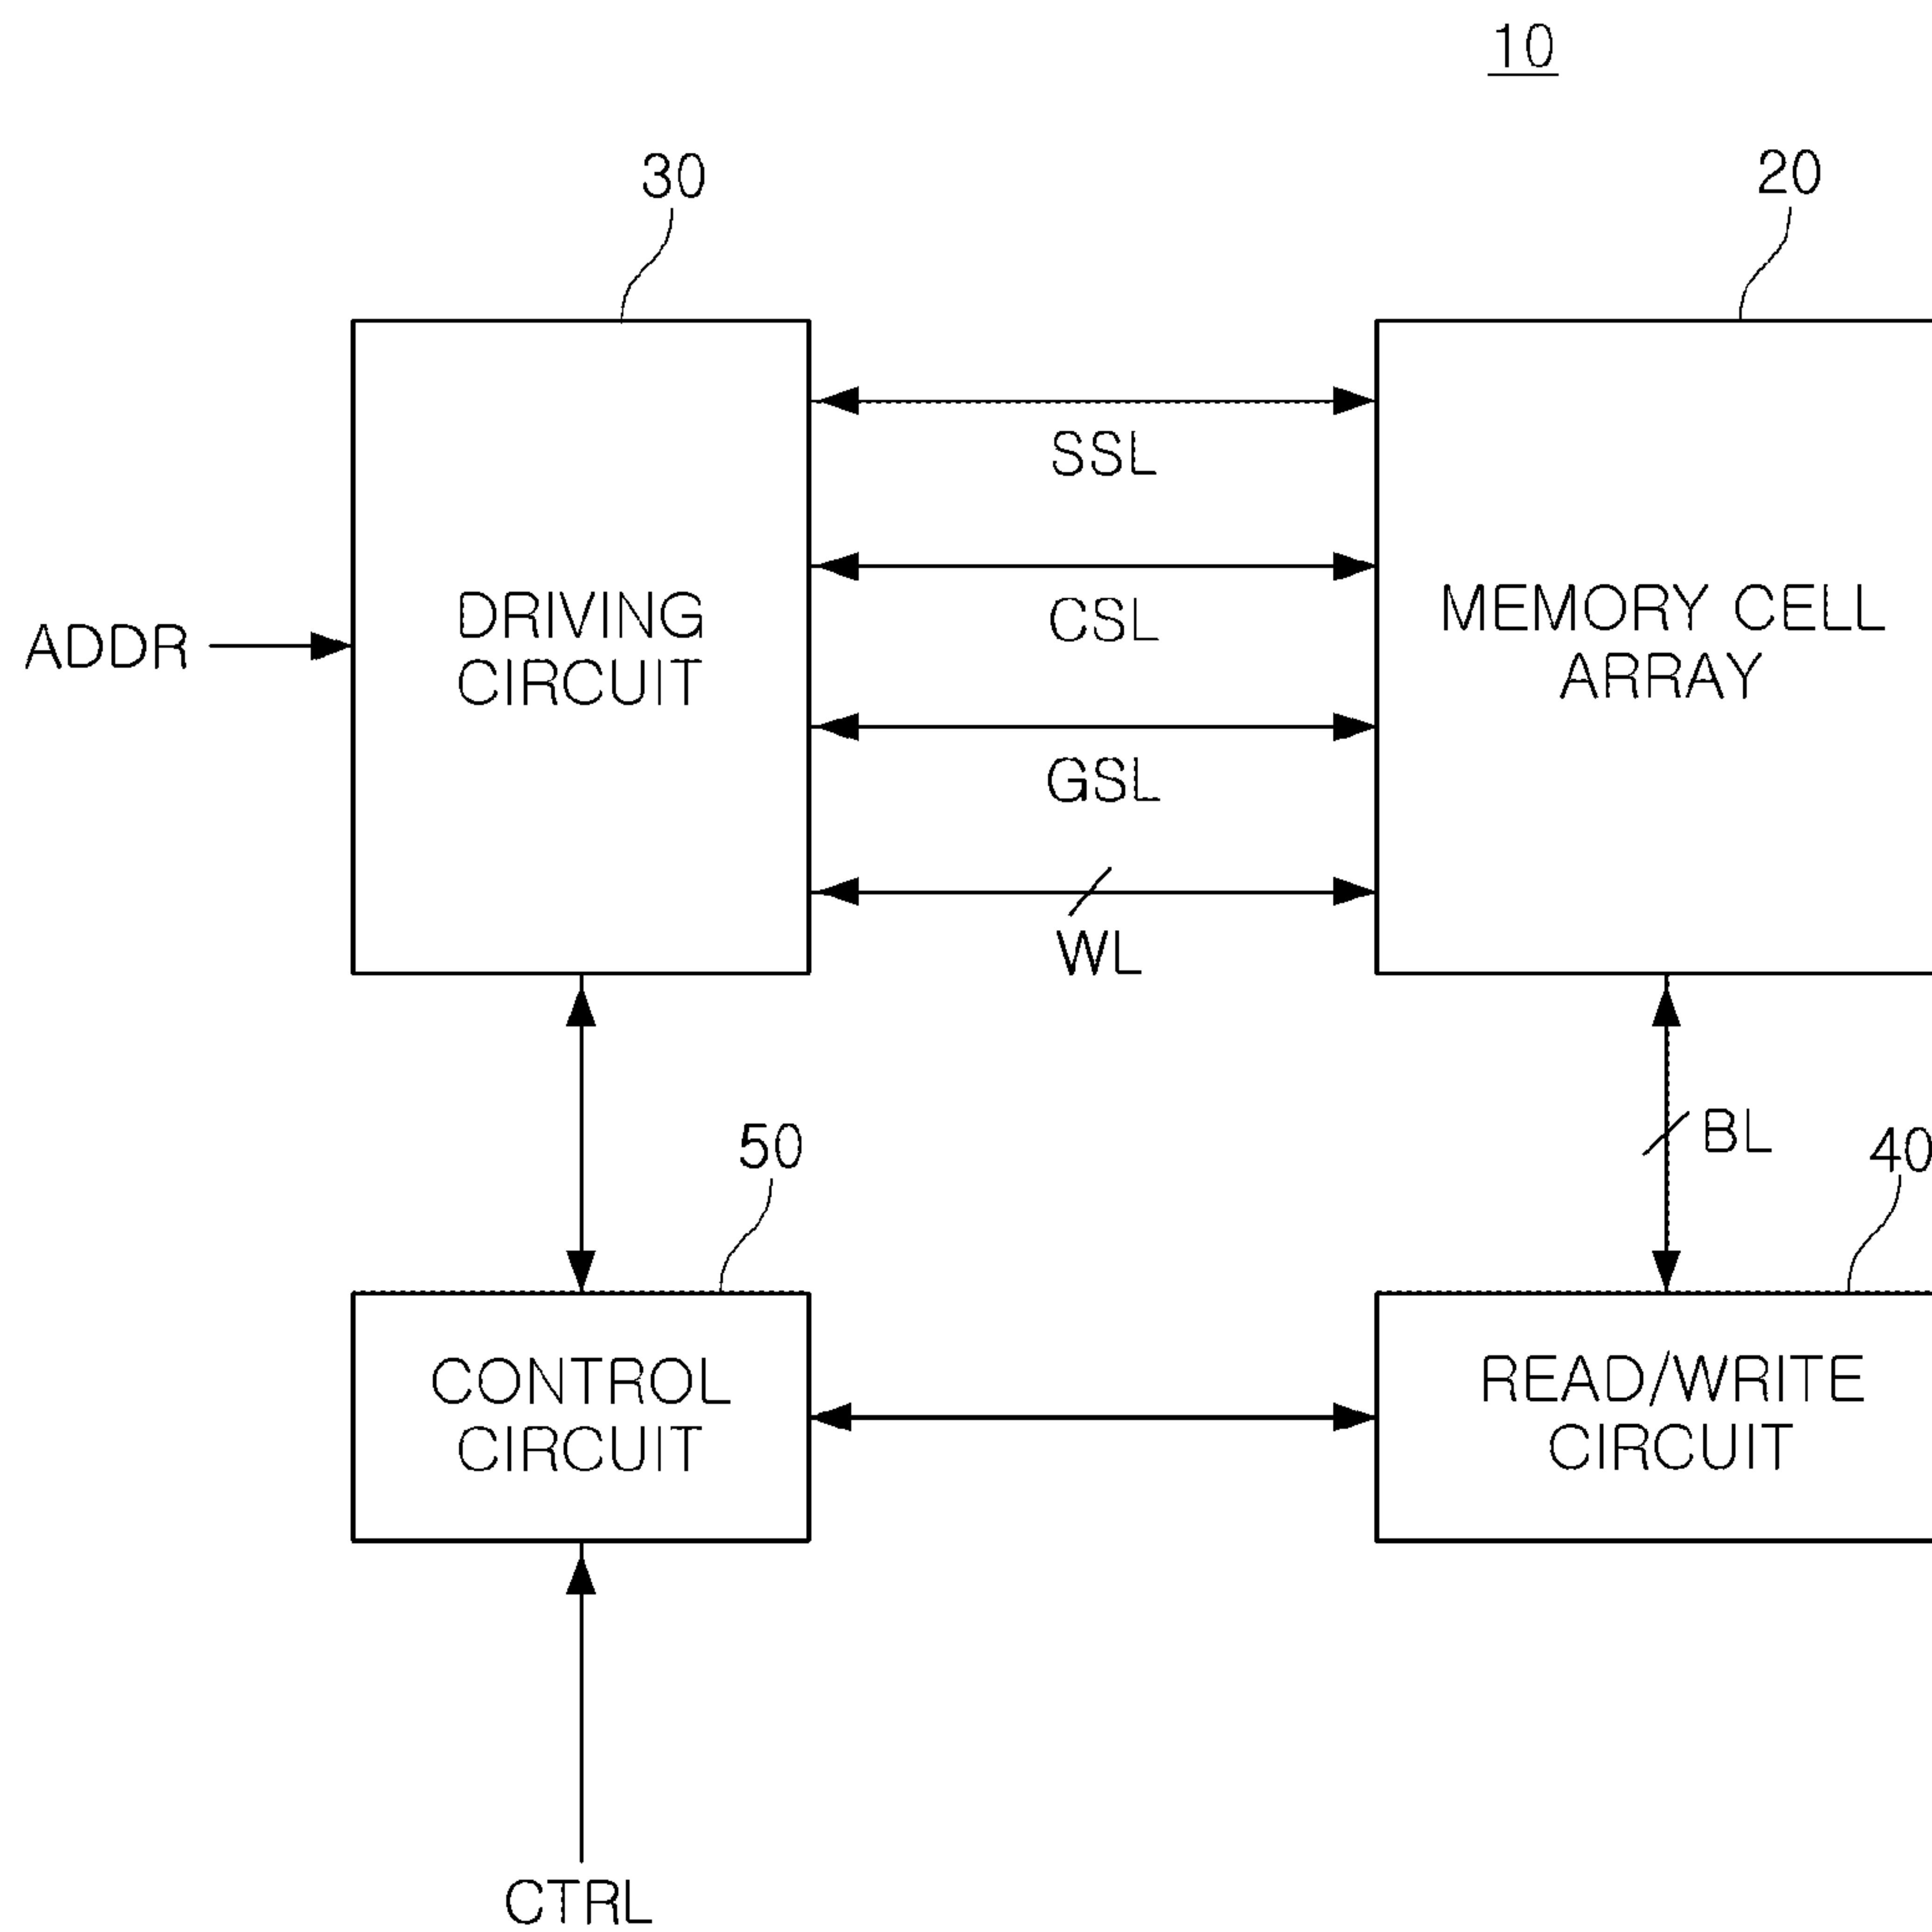 10
30
20
SSL
DRIVING
CIRCUIT
MEMORY CELL
ARRAY
CSL
ADDR
GSL
WL
50
BL
40
CONTROL
CIRCUIT
READ/WRITE
CIRCUIT
CTRL